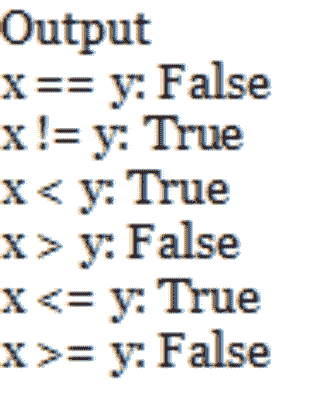 Output
x == y: False
x != y: True
x < y: True
x > y: False
x <= y: True
x >= y: False